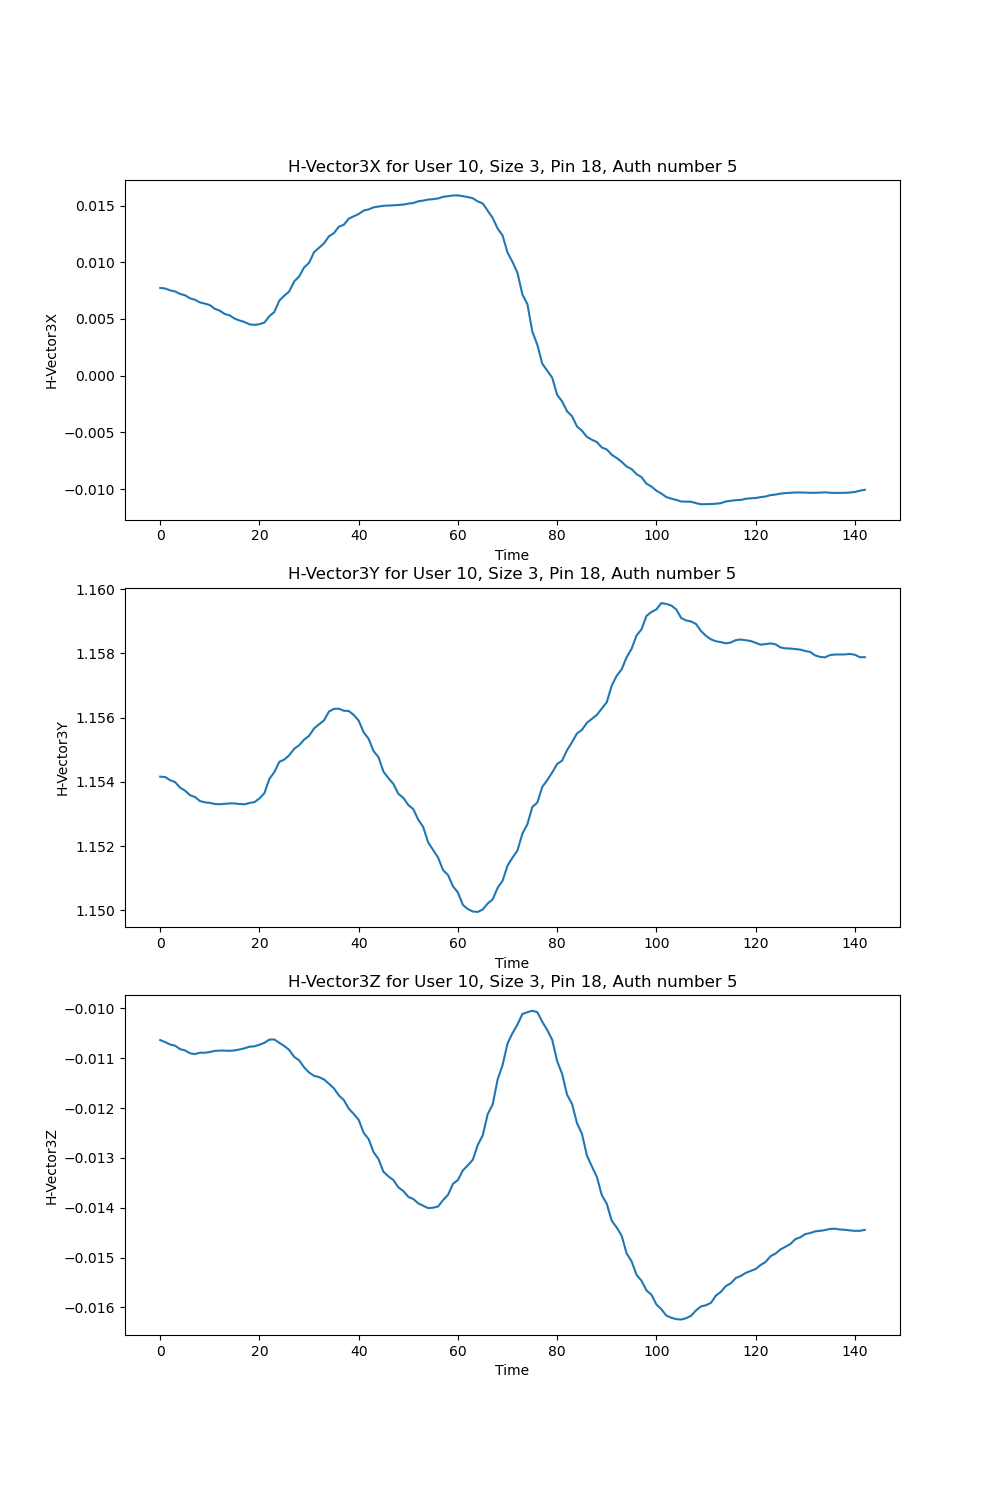 H-Vector3X for User 10, Size 3, Pin 18, Auth number 5
0.015
0.010
0.005
0.000
−0.005
−0.010
H-Vector3X
0 20 40 60 80 100 120 140
Time
H-Vector3Y for User 10, Size 3, Pin 18, Auth number 5
1.160
1.158
1.156
1.154
1.152
1.150
H-Vector3Y
0 20 40 60 80 100 120 140
Time
H-Vector3Z for User 10, Size 3, Pin 18, Auth number 5
−0.010
−0.011
−0.012
−0.013
−0.014
−0.015
−0.016
H-Vector3Z
0 20 40 60 80 100 120 140
Time